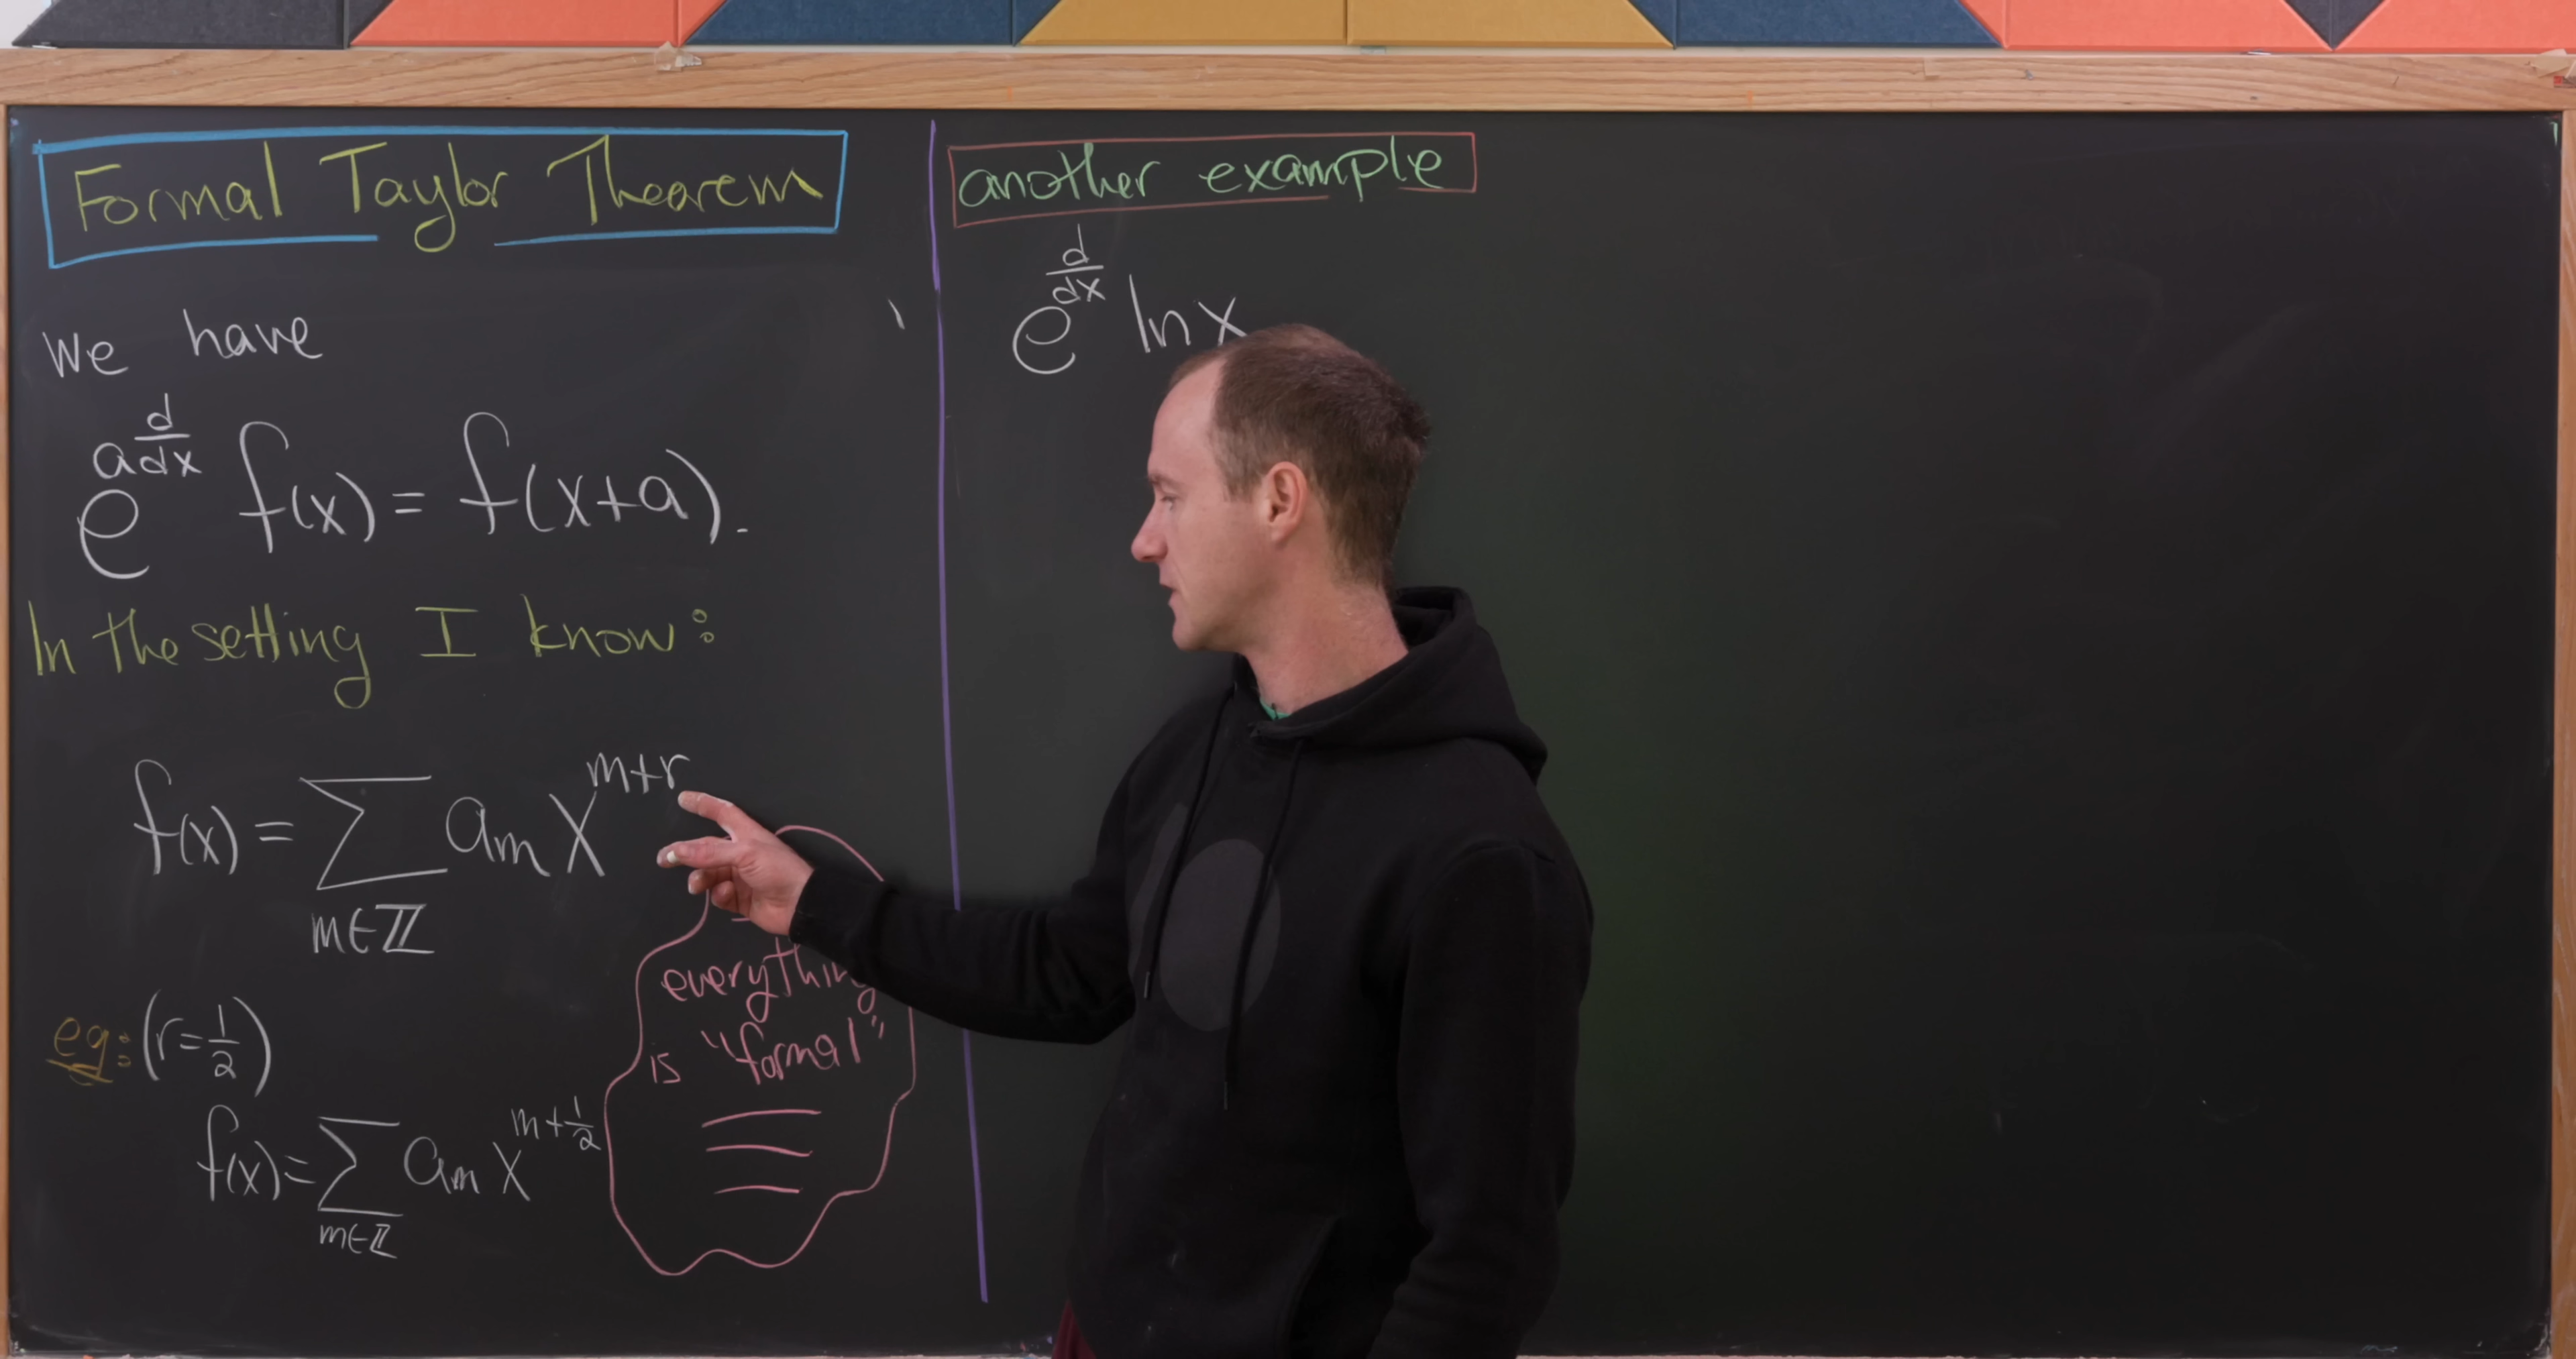 Formal Taylor Theorem
we have
e^{a d/dx} f(x) = f(x+a).
In the setting I know:
f(x) = ∑_{m∈ℤ} a_m x^{m+r}
eg: (r=1/2)
f(x) = ∑_{m∈ℤ} a_m x^{m+1/2}
everything
is "formal"
another example
e^{d/dx} ln x